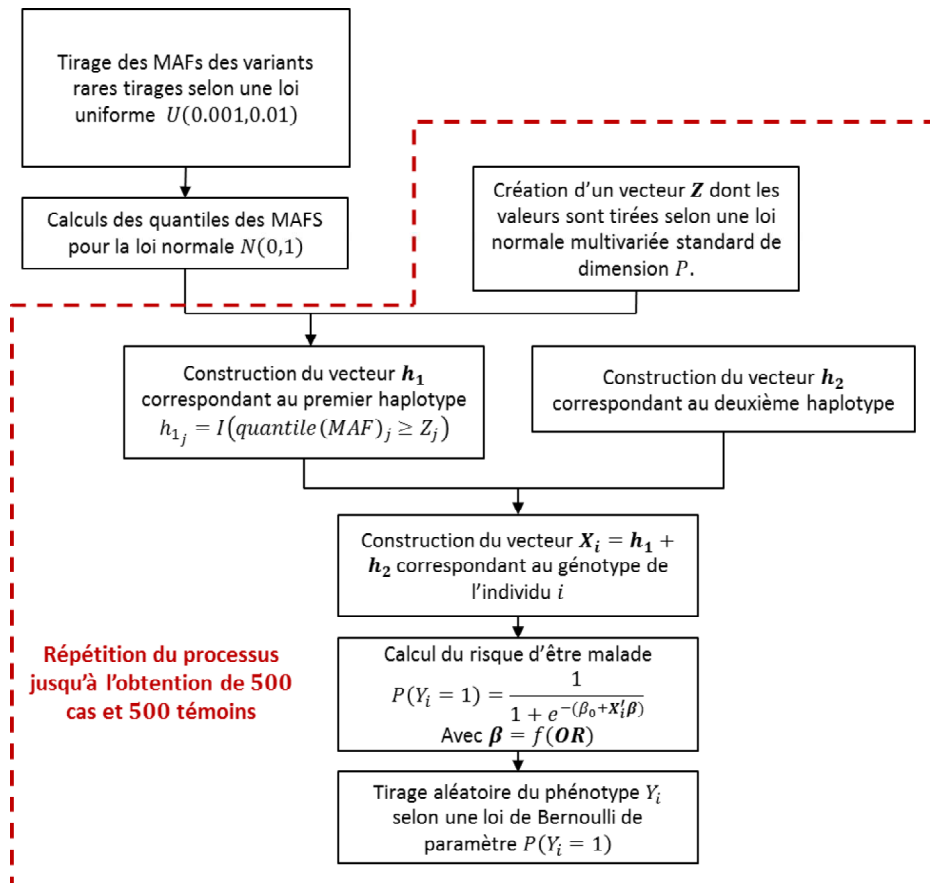 Tirage des MAFs des variants
rares tirages selon une loi
uniforme U(0.001,0.01)
Calculs des quantiles des MAFS
pour la loi normale N(0,1)
Création d'un vecteur Z dont les
valeurs sont tirées selon une loi
normale multivariée standard de
dimension P.
Construction du vecteur h₁
correspondant au premier haplotype
h₁ⱼ = I(quantile(MAF)ⱼ ≥ Zⱼ)
Construction du vecteur h₂
correspondant au deuxième haplotype
Construction du vecteur Xᵢ = h₁ +
h₂ correspondant au génotype de
l'individu i
Répétition du processus
jusqu'à l'obtention de 500
cas et 500 témoins
Calcul du risque d'être malade
P(Yᵢ = 1) = 1 / (1 + e^−(β₀+X′ᵢβ))
Avec β = f(OR)
Tirage aléatoire du phénotype Yᵢ
selon une loi de Bernoulli de
paramètre P(Yᵢ = 1)